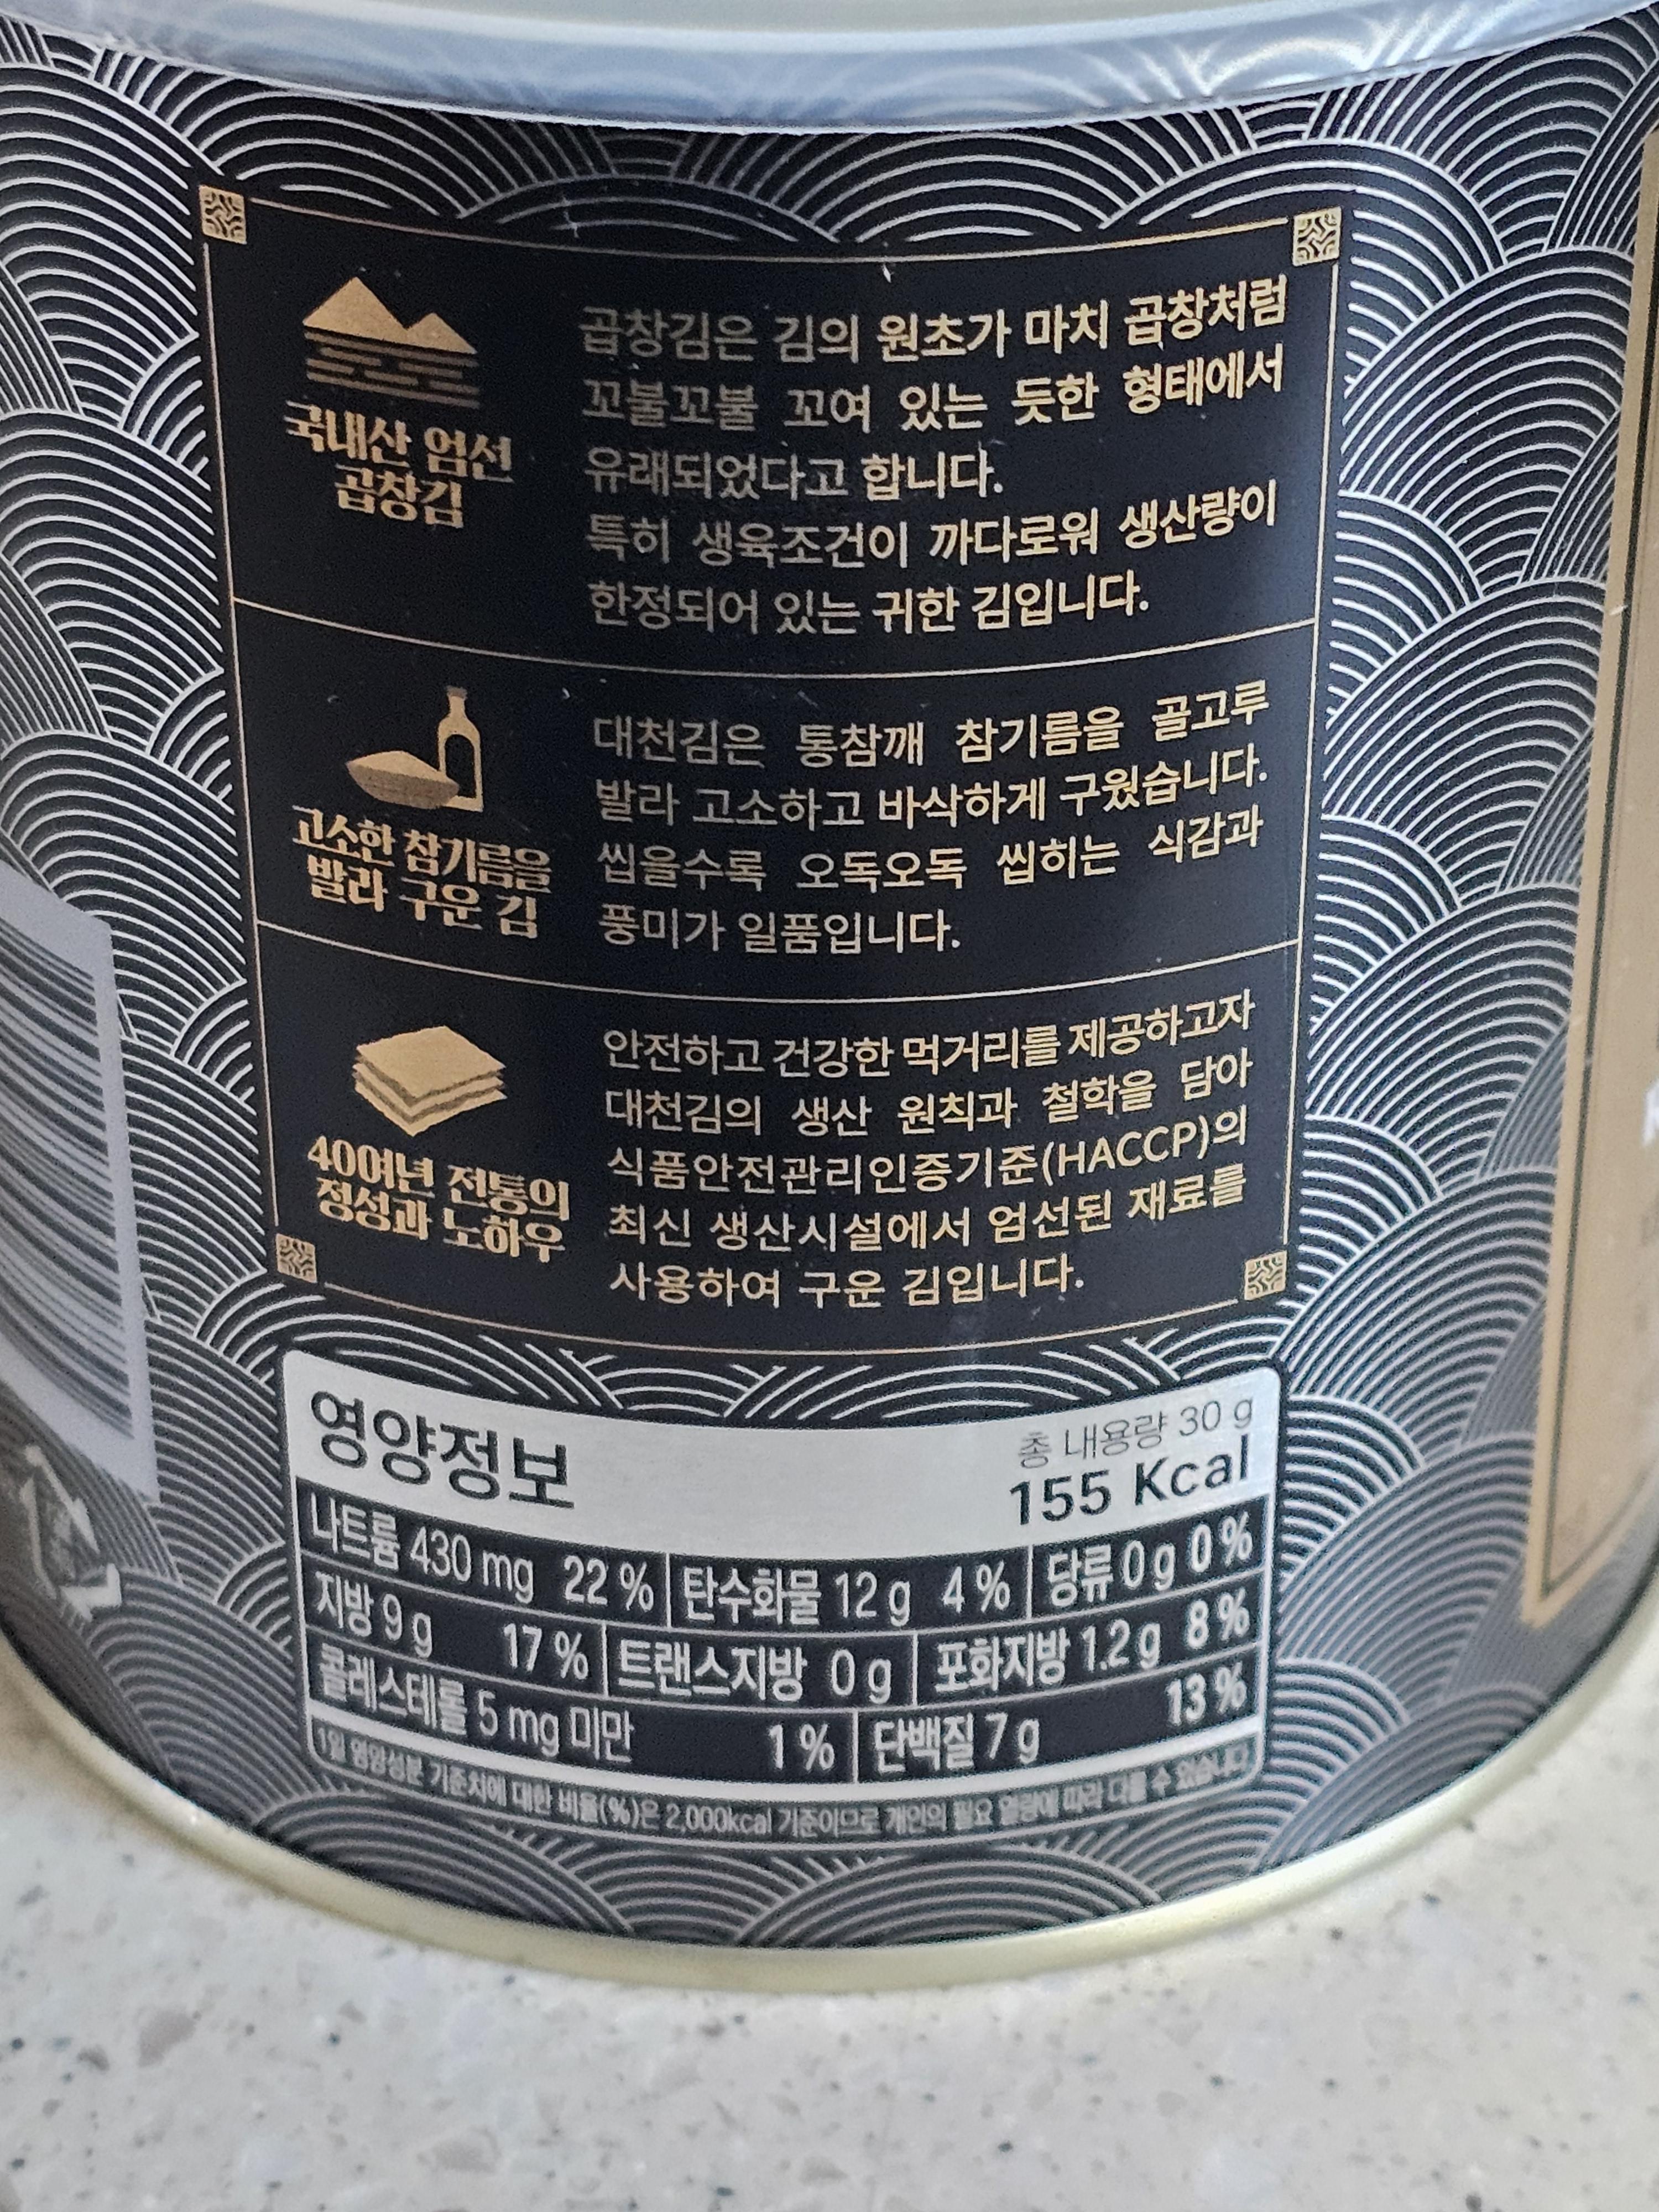 국내산 엄선
곱창김
곱창김은 김의 원초가 마치 곱창처럼
꼬불꼬불 꼬여 있는 듯한 형태에서
유래되었다고 합니다.
특히 생육조건이 까다로워 생산량이
한정되어 있는 귀한 김입니다.
고소한 참기름을
발라 구운 김
대천김은 통참깨 참기름을 골고루
발라 고소하고 바삭하게 구웠습니다.
씹을수록 오독오독 씹히는 식감과
풍미가 일품입니다.
40여년 전통의
정성과 노하우
안전하고 건강한 먹거리를 제공하고자
대천김의 생산 원칙과 철학을 담아
식품안전관리인증기준(HACCP)의
최신 생산시설에서 엄선된 재료를
사용하여 구운 김입니다.
영양정보
총 내용량 30 g
155 Kcal
나트륨 430 mg 22 % 탄수화물 12 g 4 % 당류 0 g 0 %
지방 9 g 17 % 트랜스지방 0 g 포화지방 1.2 g 8 %
콜레스테롤 5 mg 미만 1 % 단백질 7 g 13 %
1일 영양성분 기준치에 대한 비율(%)은 2,000kcal 기준이므로 개인의 필요 열량에 따라 다를 수 있습니다.